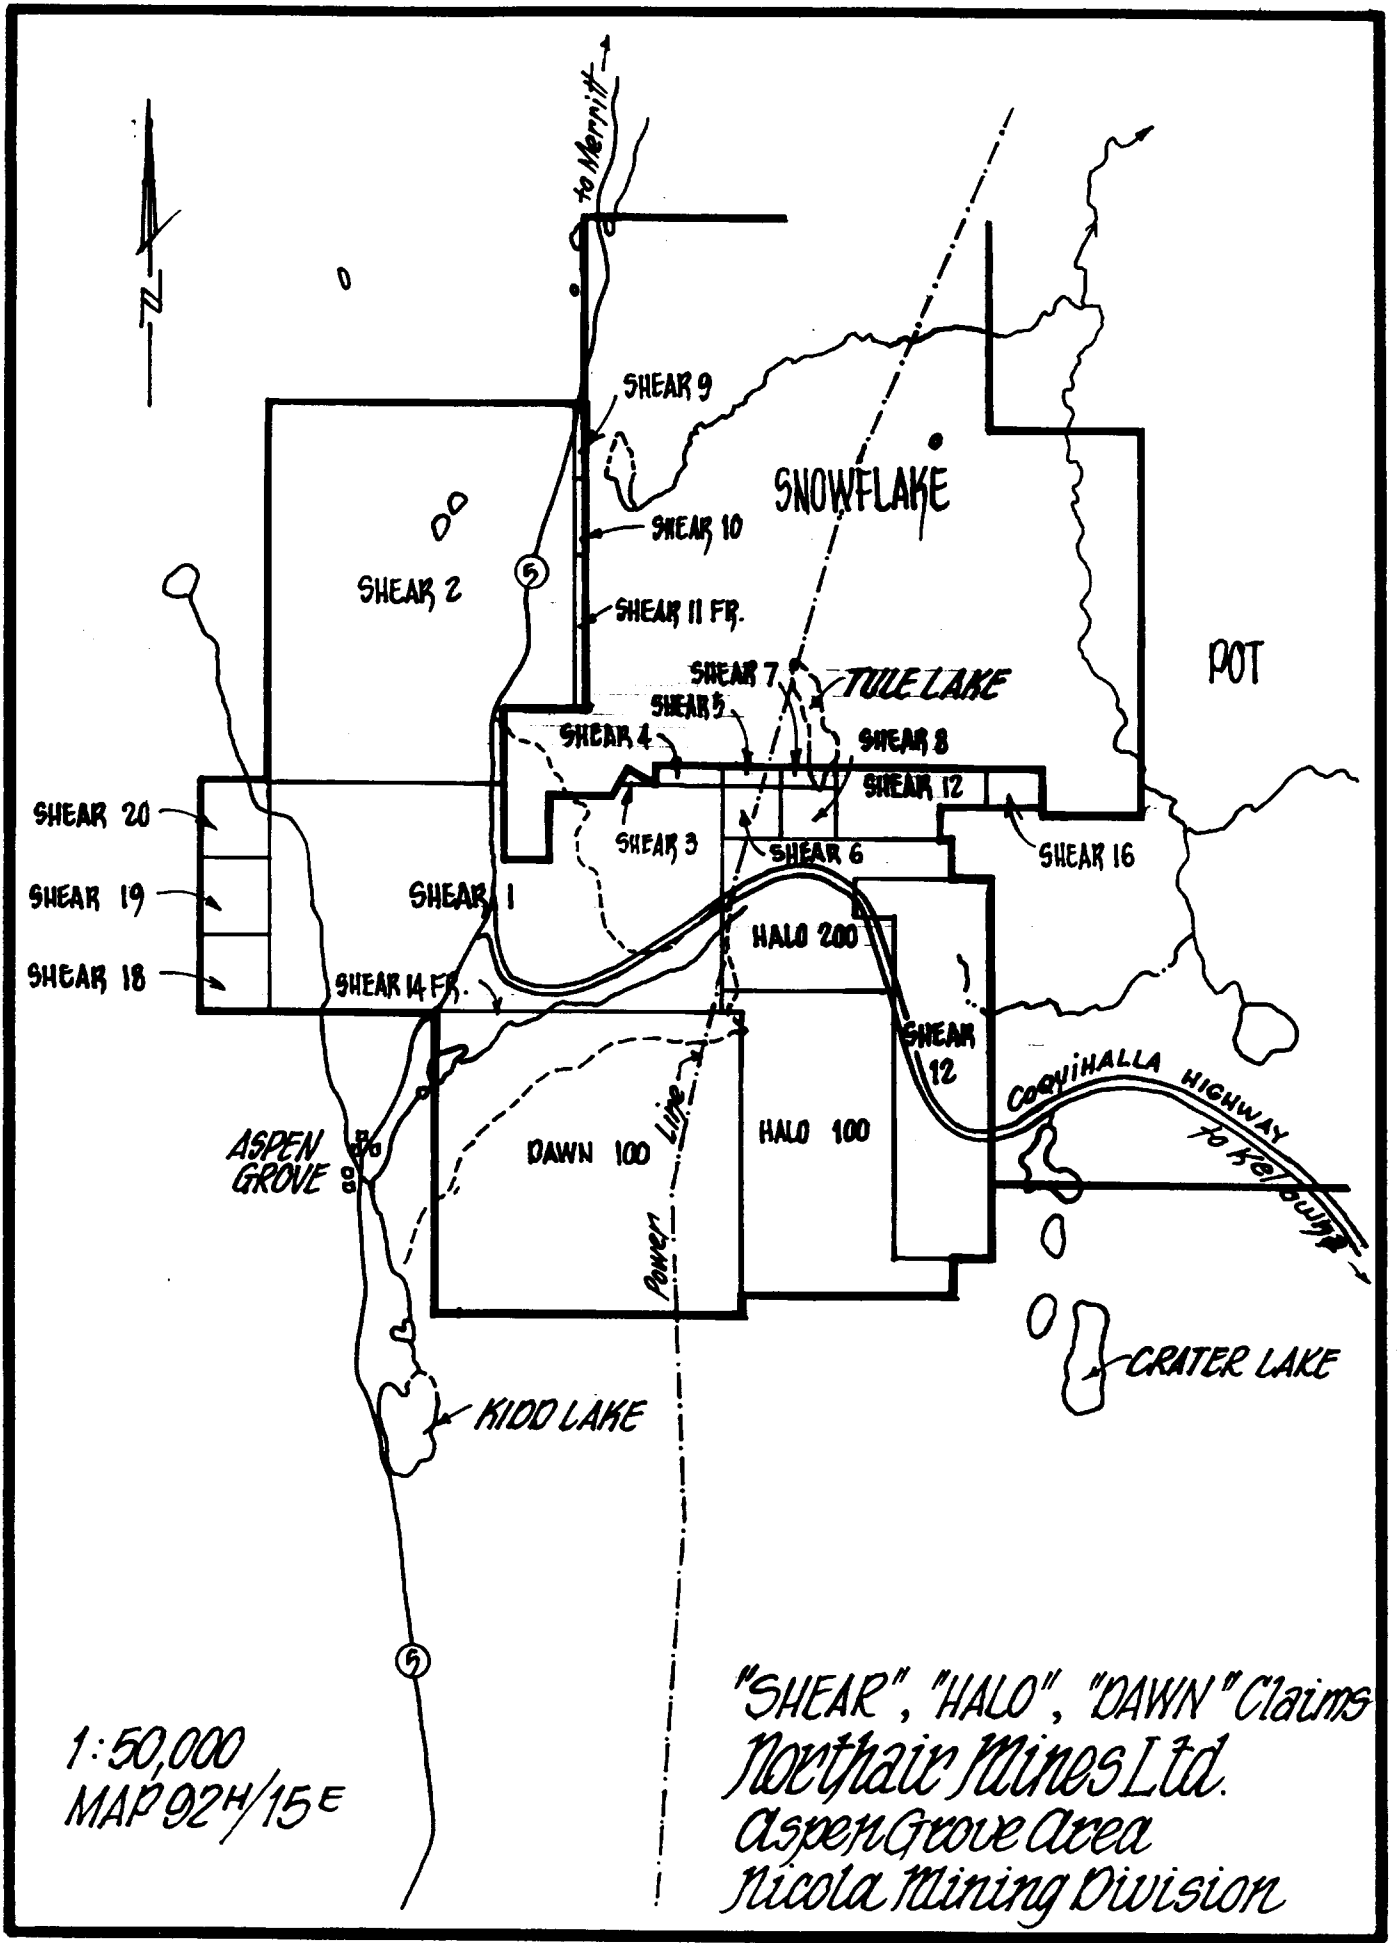 to Merritt
N
SHEAR 9
SNOWFLAKE
SHEAR 10
5
SHEAR 2
SHEAR 11 FR.
POT
SHEAR 7
TULE LAKE
SHEAR 5
SHEAR 4
SHEAR 8
SHEAR 12
SHEAR 20
SHEAR 3
SHEAR 6
SHEAR 16
SHEAR 19
SHEAR 1
HALO 200
SHEAR 18
SHEAR 14 FR.
SHEAR
12
COQUIHALLA HIGHWAY
to Kelowna
ASPEN
GROVE
DAWN 100
Power Line
HALO 100
CRATER LAKE
KIDD LAKE
5
1:50,000
MAP 92H/15E
"SHEAR", "HALO", "DAWN" Claims
Northair Mines Ltd.
Aspen Grove Area
Nicola Mining Division